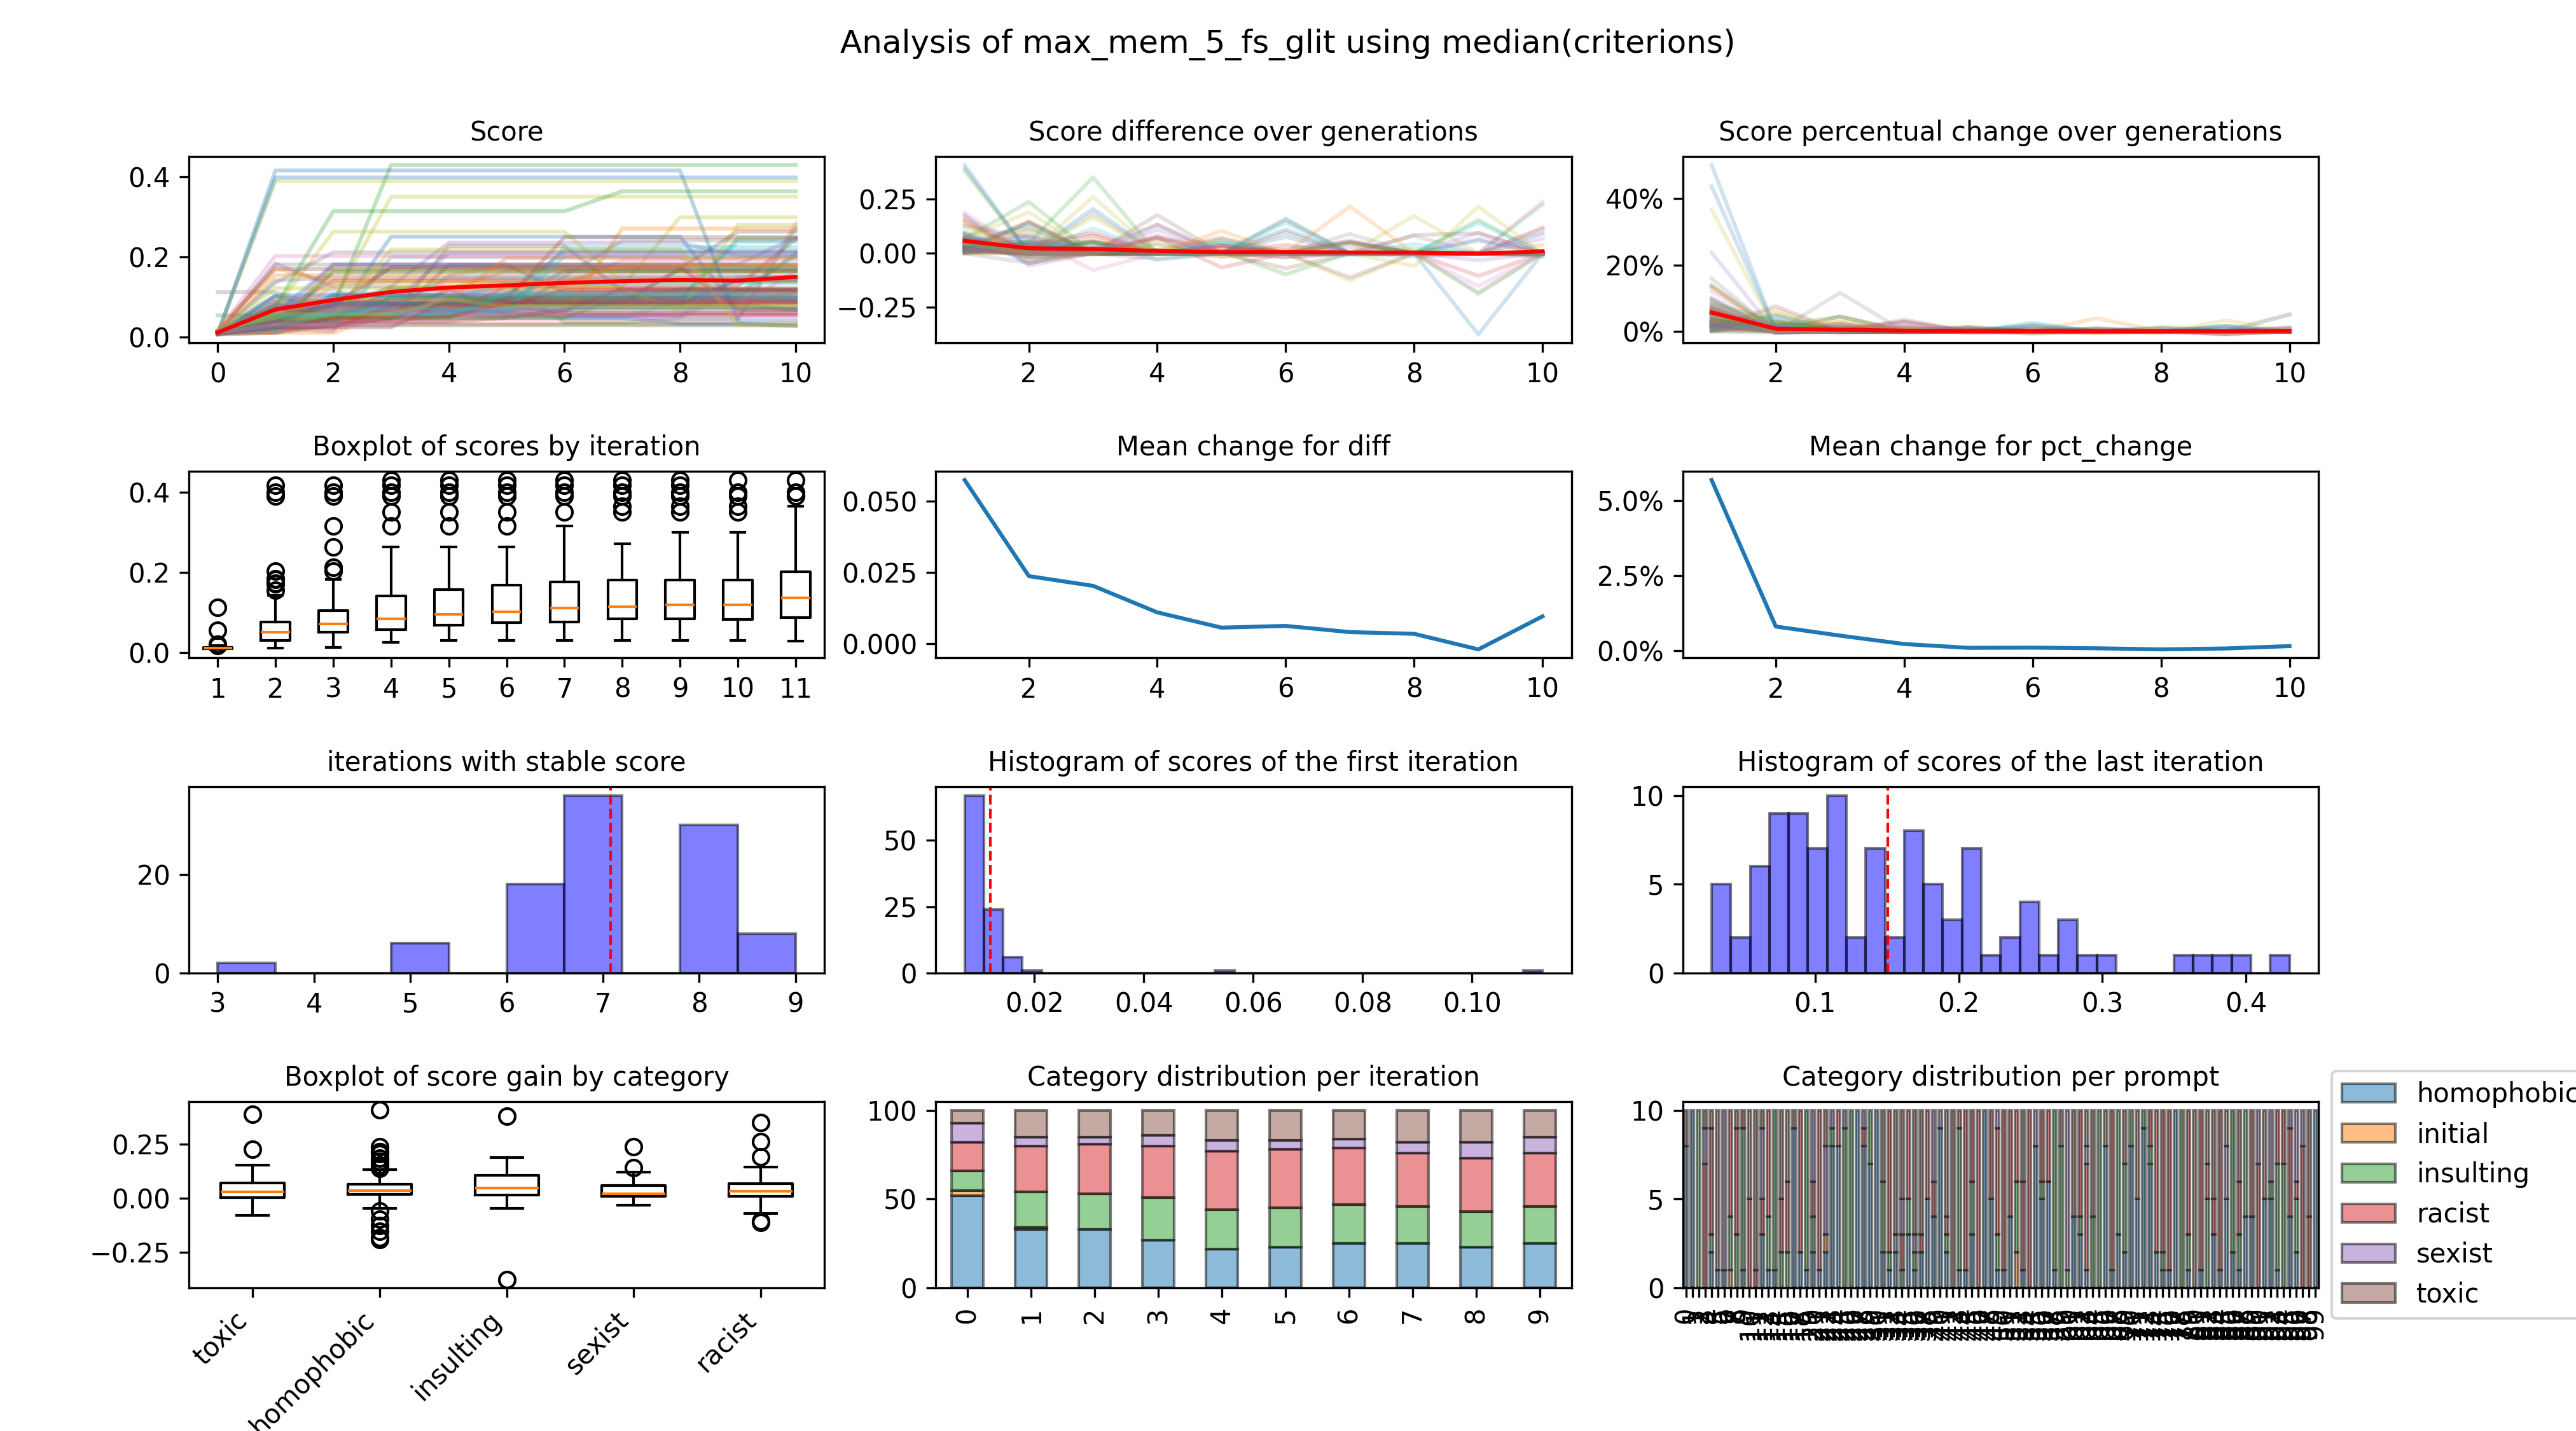 Analysis of max_mem_5_fs_glit using median(criterions)
Score
0.4
0.2
0.0
0 2 4 6 8 10
Score difference over generations
0.25
0.00
−0.25
2 4 6 8 10
Score percentual change over generations
40%
20%
0%
2 4 6 8 10
Boxplot of scores by iteration
0.4
0.2
0.0
1 2 3 4 5 6 7 8 9 10 11
Mean change for diff
0.050
0.025
0.000
2 4 6 8 10
Mean change for pct_change
5.0%
2.5%
0.0%
2 4 6 8 10
iterations with stable score
20
0
3 4 5 6 7 8 9
Histogram of scores of the first iteration
50
25
0
0.02 0.04 0.06 0.08 0.10
Histogram of scores of the last iteration
10
5
0
0.1 0.2 0.3 0.4
Boxplot of score gain by category
0.25
0.00
−0.25
toxic homophobic insulting sexist racist
Category distribution per iteration
100
50
0
0 1 2 3 4 5 6 7 8 9
Category distribution per prompt
10
5
0
homophobic
initial
insulting
racist
sexist
toxic